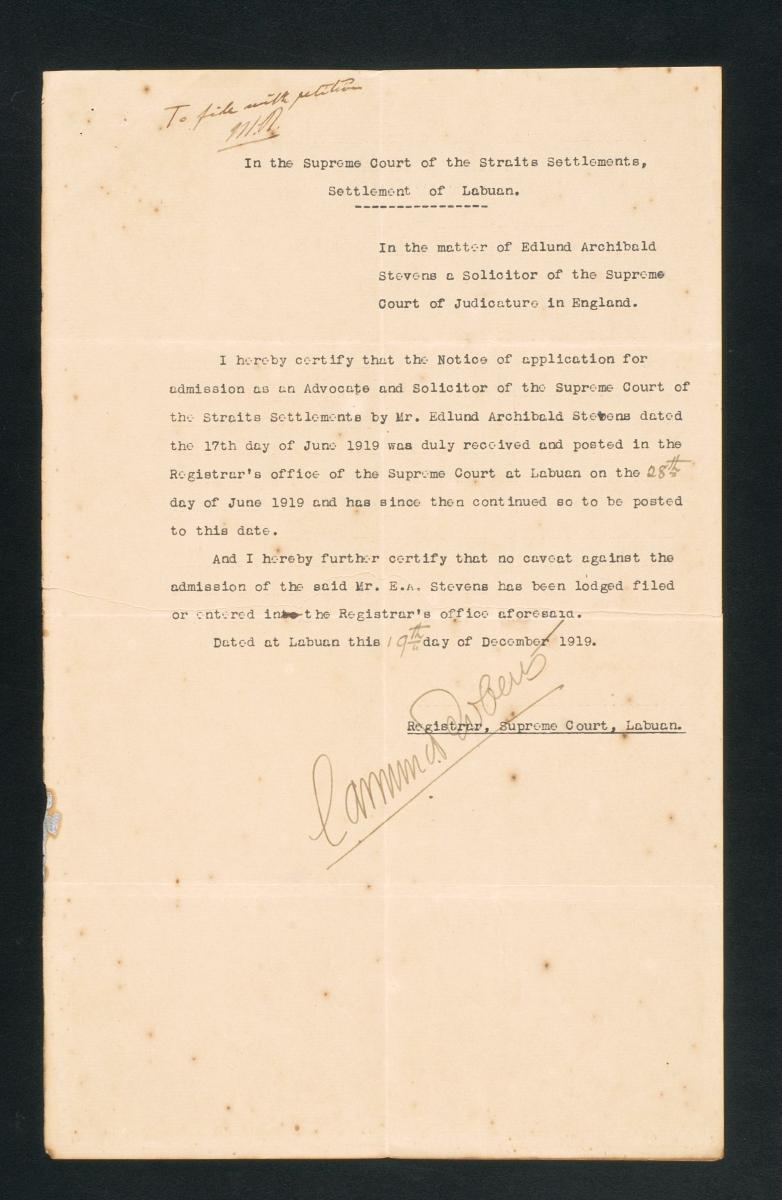 To file with petition
In the Supreme Court of the Straits Settlements,
Settlement of Labuan.
In the matter of Edlund Archibald
Stevens a Solicitor of the Supreme
Court of Judicature in England.
I hereby certify that the Notice of application for
admission as an Advocate and Solicitor of the Supreme Court of
the Straits Settlements by Mr. Edlund Archibald Stevens dated
the 17th day of June 1919 was duly received and posted in the
Registrar's office of the Supreme Court at Labuan on the 28th
day of June 1919 and has since then continued so to be posted
to this date.
And I hereby further certify that no caveat against the
admission of the said Mr. E.A. Stevens has been lodged filed
or entered in the Registrar's office aforesaid.
Dated at Labuan this 19th day of December 1919.
Registrar, Supreme Court, Labuan.